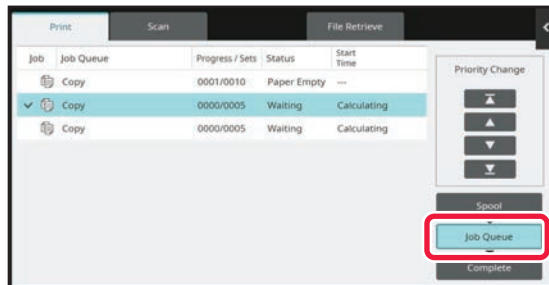 Print Scan File Retrieve
Job Job Queue Progress / Sets Status Start Time
Copy 0001/0010 Paper Empty ---
Copy 0000/0005 Waiting Calculating
Copy 0000/0005 Waiting Calculating
Priority Change
Spool
Job Queue
Complete